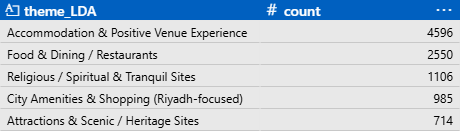 theme_LDA # count ...
Accommodation & Positive Venue Experience 4596
Food & Dining / Restaurants 2550
Religious / Spiritual & Tranquil Sites 1106
City Amenities & Shopping (Riyadh-focused) 985
Attractions & Scenic / Heritage Sites 714